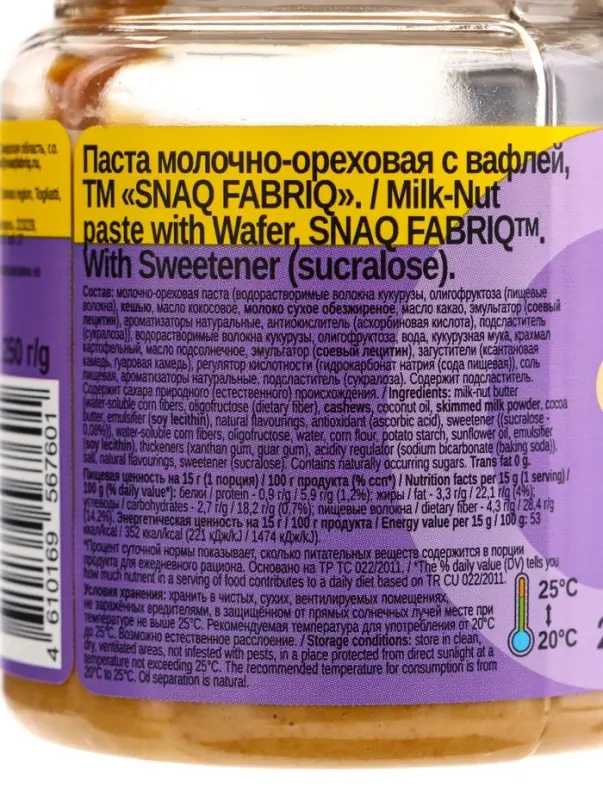 марская область, г.о.
region, Togliatti,
250 г/g
4 610169 567601
Паста молочно-ореховая с вафлей,
ТМ «SNAQ FABRIQ». / Milk-Nut
paste with Wafer, SNAQ FABRIQ™.
With Sweetener (sucralose).
Состав: молочно-ореховая паста (водорастворимые волокна кукурузы, олигофруктоза (пищевые
волокна), кешью, масло кокосовое, молоко сухое обезжиренное, масло какао, эмульгатор (соевый
лецитин), ароматизаторы натуральные, антиокислитель (аскорбиновая кислота), подсластитель
(сукралоза)), водорастворимые волокна кукурузы, олигофруктоза, вода, кукурузная мука, крахмал
картофельный, масло подсолнечное, эмульгатор (соевый лецитин), загустители (ксантановая
камедь, гуаровая камедь), регулятор кислотности (гидрокарбонат натрия (сода пищевая)), соль
пищевая, ароматизаторы натуральные, подсластитель (сукралоза). Содержит подсластитель.
Содержит сахара природного (естественного) происхождения. / Ingredients: milk-nut butter
(water-soluble corn fibers, oligofructose (dietary fiber), cashews, coconut oil, skimmed milk powder, cocoa
butter, emulsifier (soy lecithin), natural flavourings, antioxidant (ascorbic acid), sweetener ((sucralose -
0,08%)), water-soluble corn fibers, oligofructose, water, corn flour, potato starch, sunflower oil, emulsifier
(soy lecithin), thickeners (xanthan gum, guar gum), acidity regulator (sodium bicarbonate (baking soda)),
salt, natural flavourings, sweetener (sucralose). Contains naturally occurring sugars. Trans fat 0 g.
Пищевая ценность на 15 г (1 порции) / 100 г продукта (% ссп*) / Nutrition facts per 15 g (1 serving) /
100 g (% daily value*): белки / protein - 0,9 г/g / 5,9 г/g (1,2%); жиры / fat - 3,3 г/g / 22,1 г/g (4%);
углеводы / carbohydrates - 2,7 г/g / 18,2 г/g (0,7%); пищевые волокна / dietary fiber - 4,3 г/g / 28,4 г/g
(14,2%). Энергетическая ценность на 15 г / 100 г продукта / Energy value per 15 g / 100 g: 53
ккал/kcal / 352 ккал/kcal (221 кДж/kJ / 1474 кДж/kJ).
*Процент суточной нормы показывает, сколько питательных веществ содержится в порции
продукта для ежедневного рациона. Основано на ТР ТС 022/2011. / *The % daily value (DV) tells you
how much nutrient in a serving of food contributes to a daily diet based on TR CU 022/2011.
Условия хранения: хранить в чистых, сухих, вентилируемых помещениях,
не заражённых вредителями, в защищённом от прямых солнечных лучей месте при
температуре не выше 25°С. Рекомендуемая температура для употребления от 20°С
до 25°С. Возможно естественное расслоение. / Storage conditions: store in clean,
dry, ventilated areas, not infested with pests, in a place protected from direct sunlight at a
temperature not exceeding 25°C. The recommended temperature for consumption is from
20°C to 25°C. Oil separation is natural.
25°C
20°C